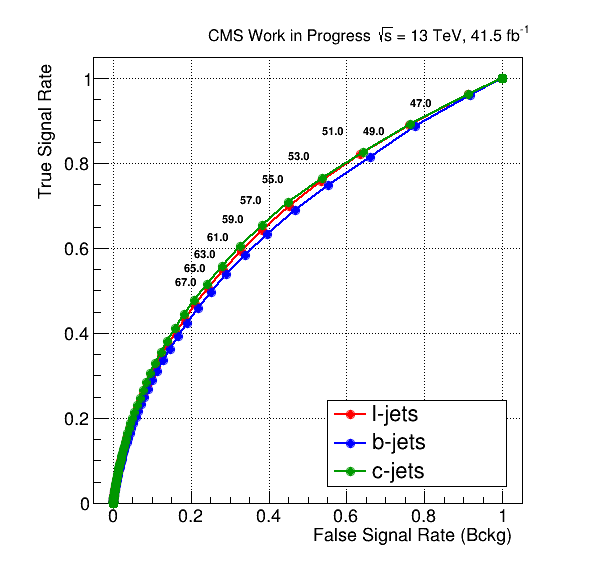 CMS Work in Progress √s = 13 TeV, 41.5 fb⁻¹
True Signal Rate
1
0.8
0.6
0.4
0.2
0
47.0
49.0
51.0
53.0
55.0
57.0
59.0
61.0
63.0
65.0
67.0
l-jets
b-jets
c-jets
0 0.2 0.4 0.6 0.8 1
False Signal Rate (Bckg)